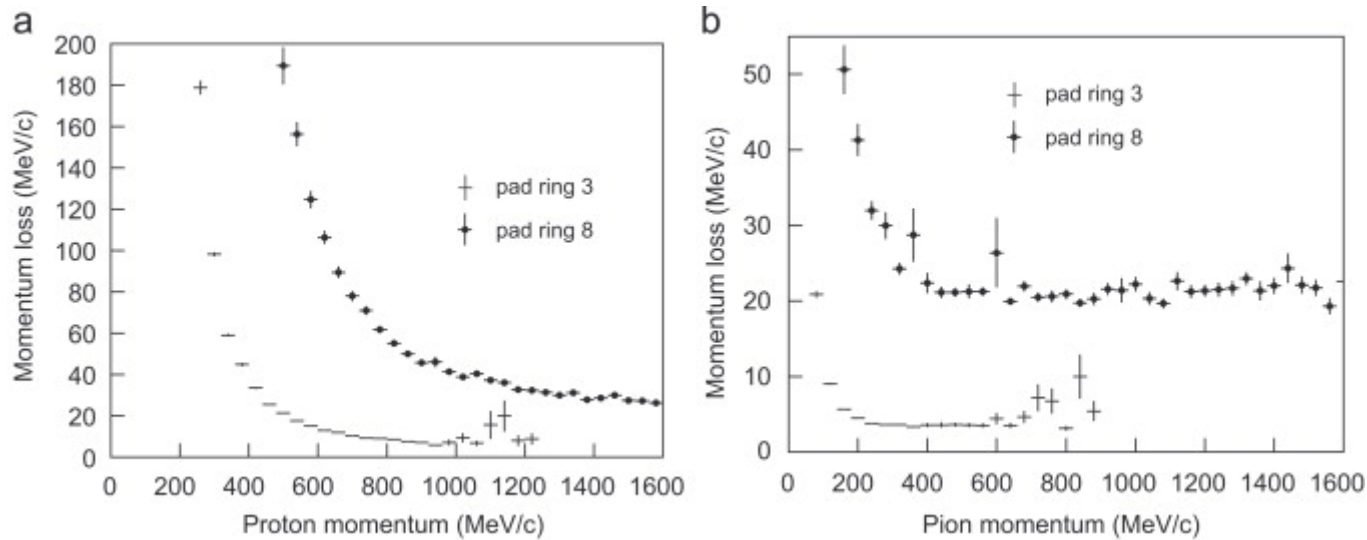 a
200
180
160
140
120
100
80
60
40
20
0
Momentum loss (MeV/c)
pad ring 3
pad ring 8
0 200 400 600 800 1000 1200 1400 1600
Proton momentum (MeV/c)
b
50
40
30
20
10
0
Momentum loss (MeV/c)
pad ring 3
pad ring 8
0 200 400 600 800 1000 1200 1400 1600
Pion momentum (MeV/c)